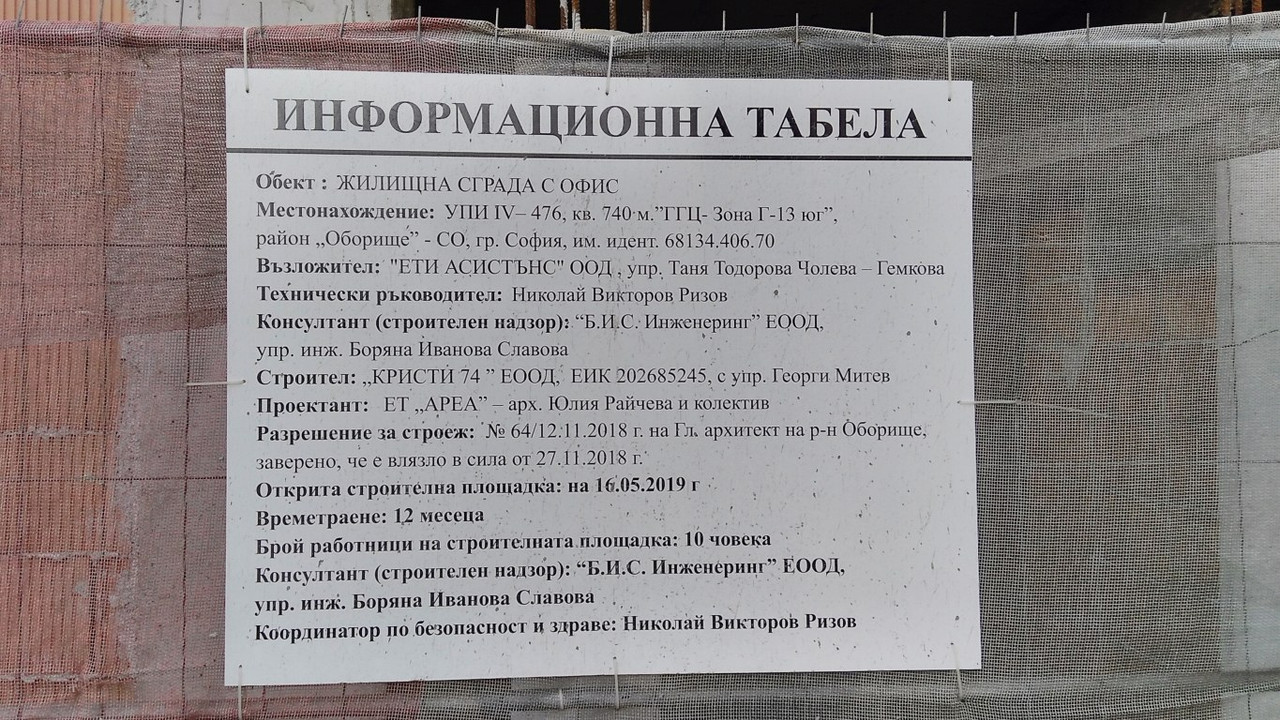 ИНФОРМАЦИОННА ТАБЕЛА
Обект : ЖИЛИЩНА СГРАДА С ОФИС
Местонахождение: УПИ IV– 476, кв. 740 м.”ГГЦ- Зона Г-13 юг”,
район „Оборище” - СО, гр. София, им. идент. 68134.406.70
Възложител: "ЕТИ АСИСТЪНС" ООД , упр. Таня Тодорова Чолева – Гемкова
Технически ръководител: Николай Викторов Ризов
Консултант (строителен надзор): “Б.И.С. Инженеринг” ЕООД,
упр. инж. Боряна Иванова Славова
Строител: „КРИСТИ 74 ” ЕООД, ЕИК 202685245, с упр. Георги Митев
Проектант: ЕТ „АРЕА” – арх. Юлия Райчева и колектив
Разрешение за строеж: № 64/12.11.2018 г. на Гл. архитект на р-н Оборище,
заверено, че е влязло в сила от 27.11.2018 г.
Открита строителна площадка: на 16.05.2019 г
Времетраене: 12 месеца
Брой работници на строителната площадка: 10 човека
Консултант (строителен надзор): “Б.И.С. Инженеринг” ЕООД,
упр. инж. Боряна Иванова Славова
Координатор по безопасност и здраве: Николай Викторов Ризов